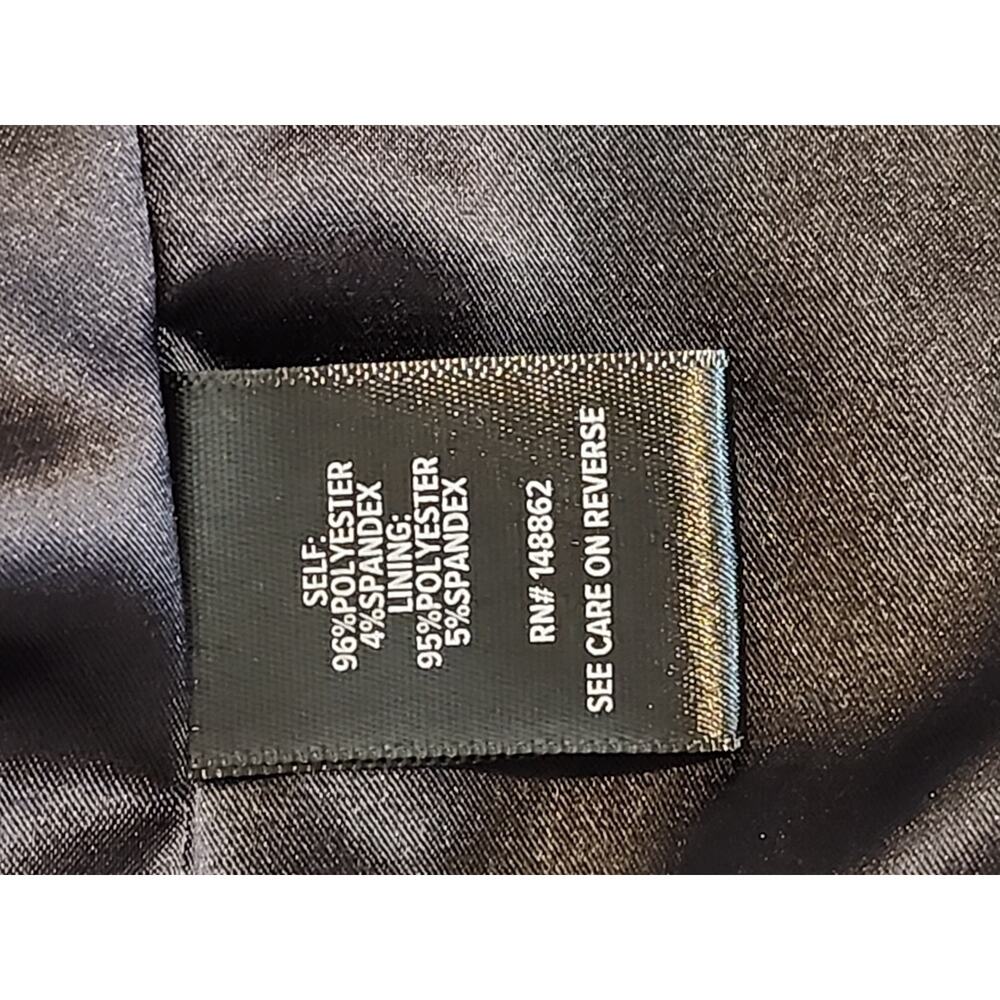 SELF:
96%POLYESTER
4%SPANDEX
LINING:
95%POLYESTER
5%SPANDEX
RN# 148862
SEE CARE ON REVERSE